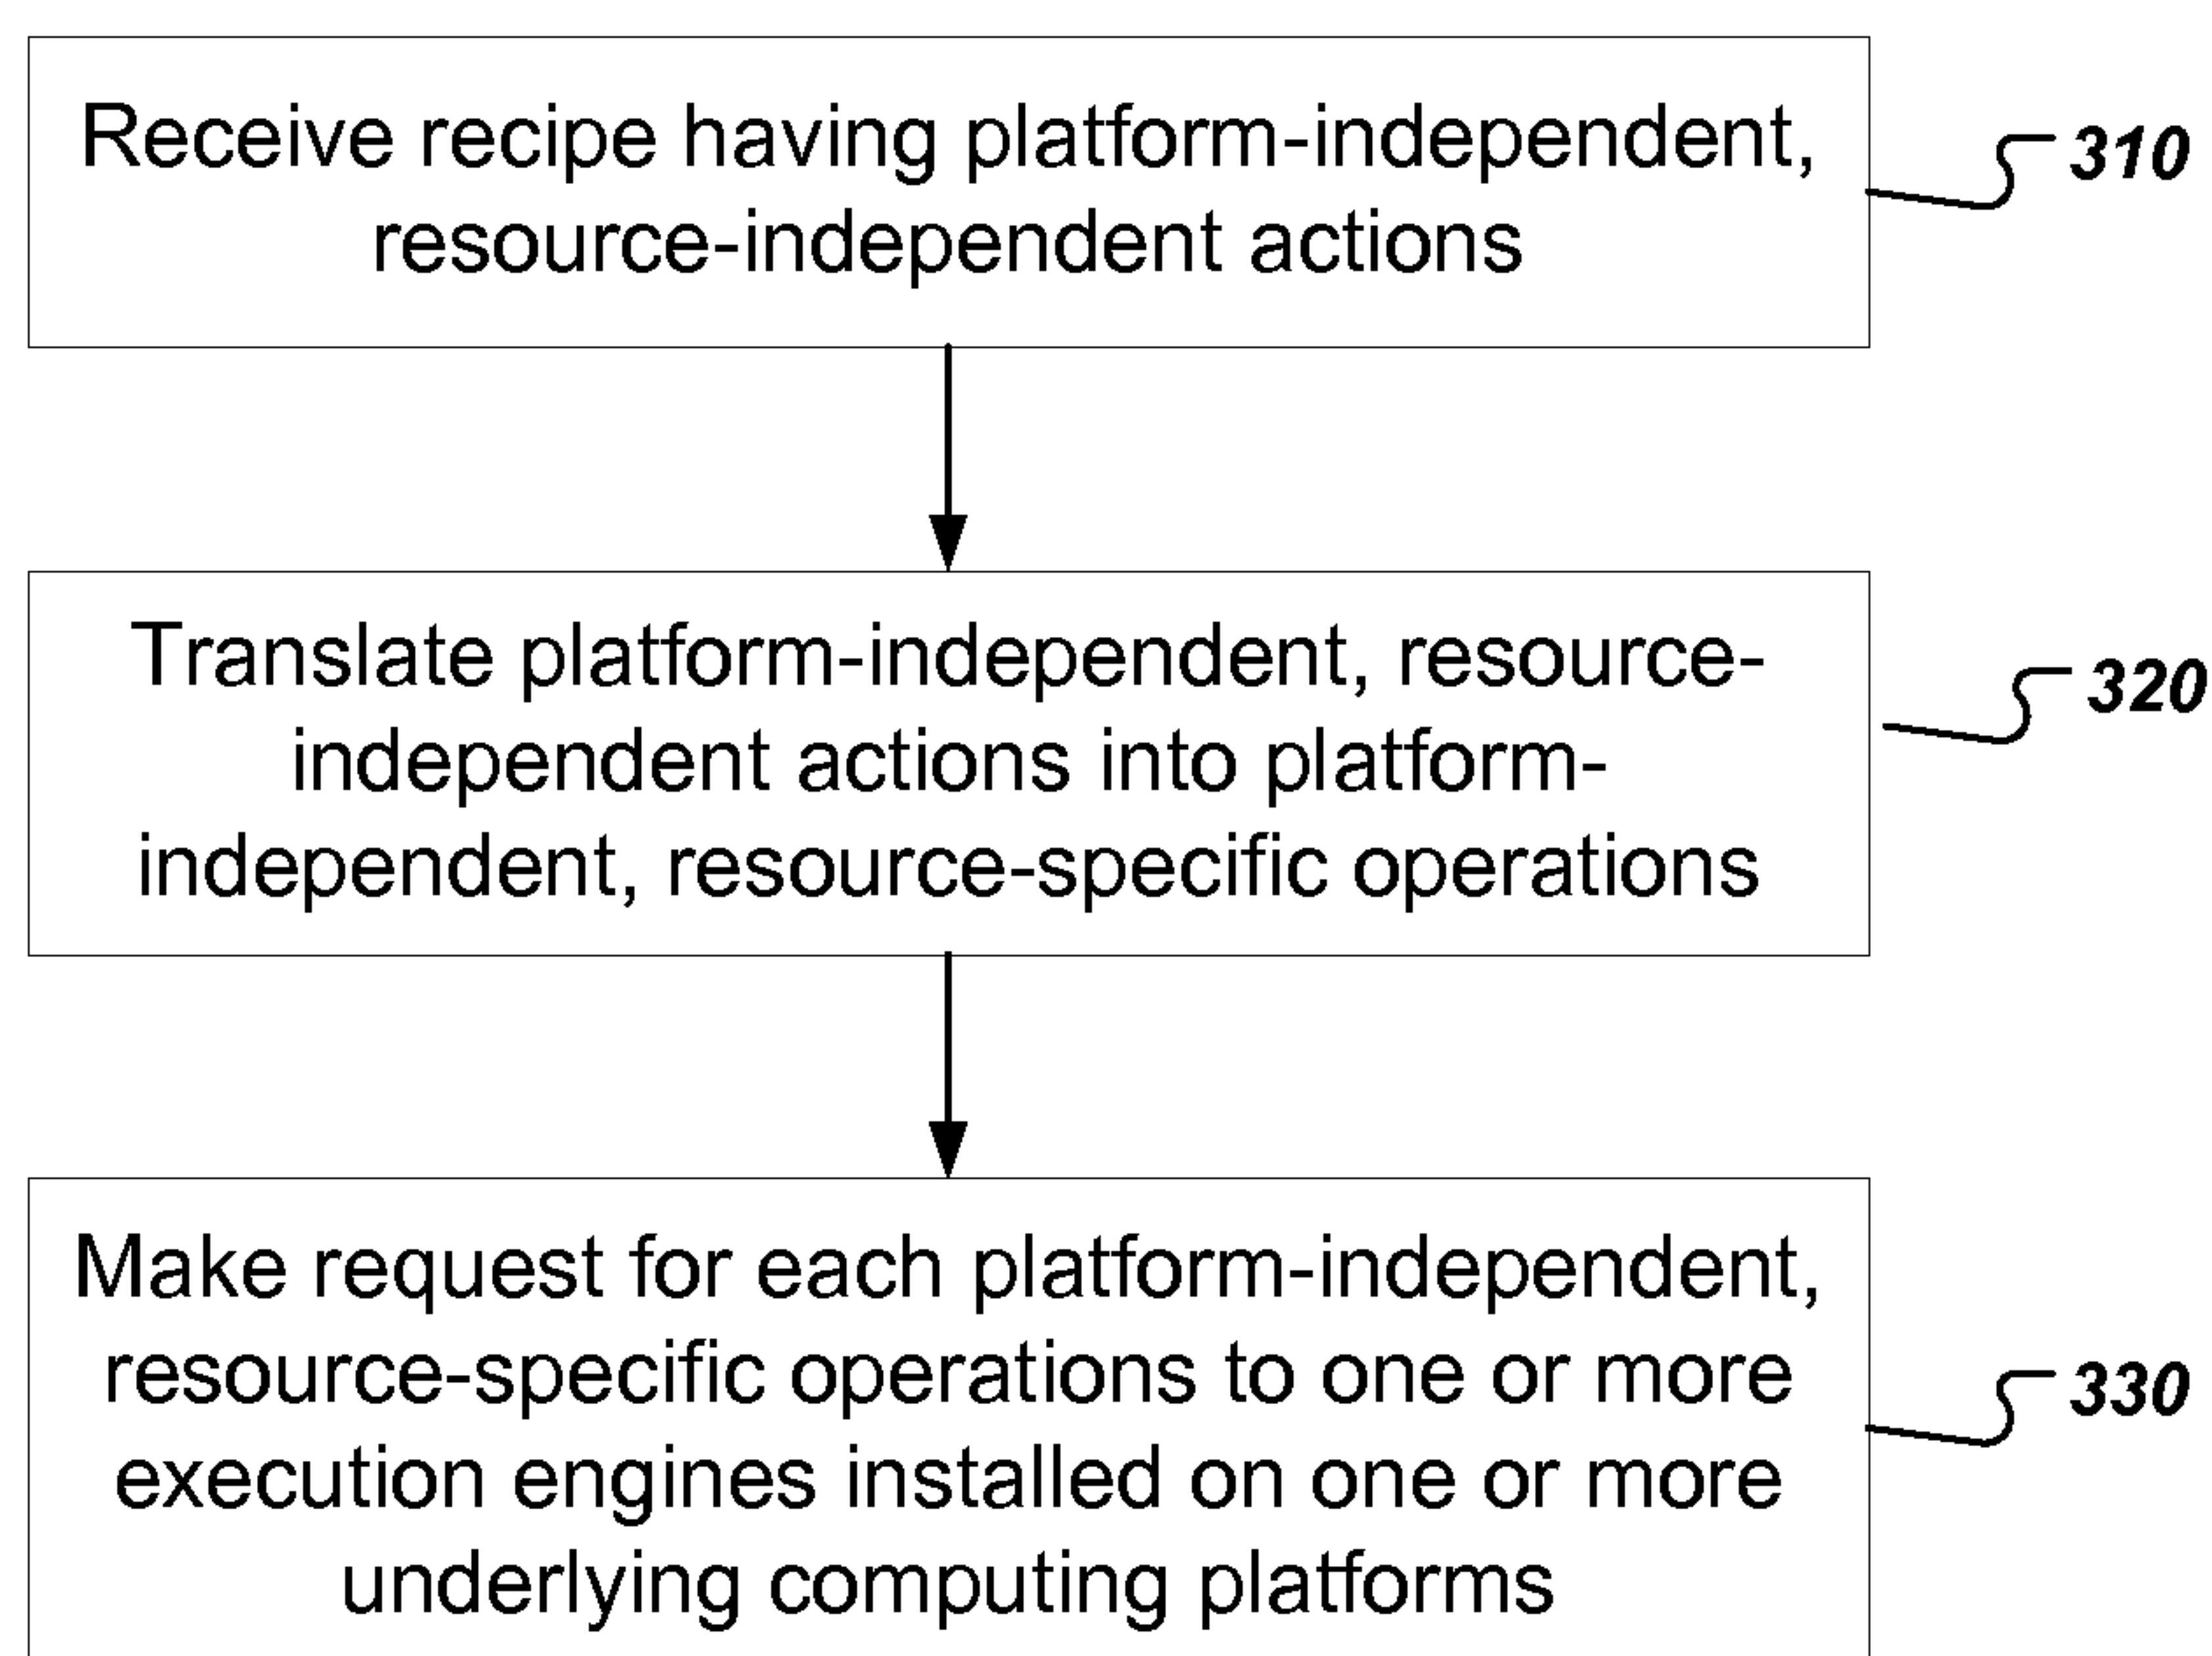 Receive recipe having platform-independent,
resource-independent actions
310
Translate platform-independent, resource-
independent actions into platform-
independent, resource-specific operations
320
Make request for each platform-independent,
resource-specific operations to one or more
execution engines installed on one or more
underlying computing platforms
330